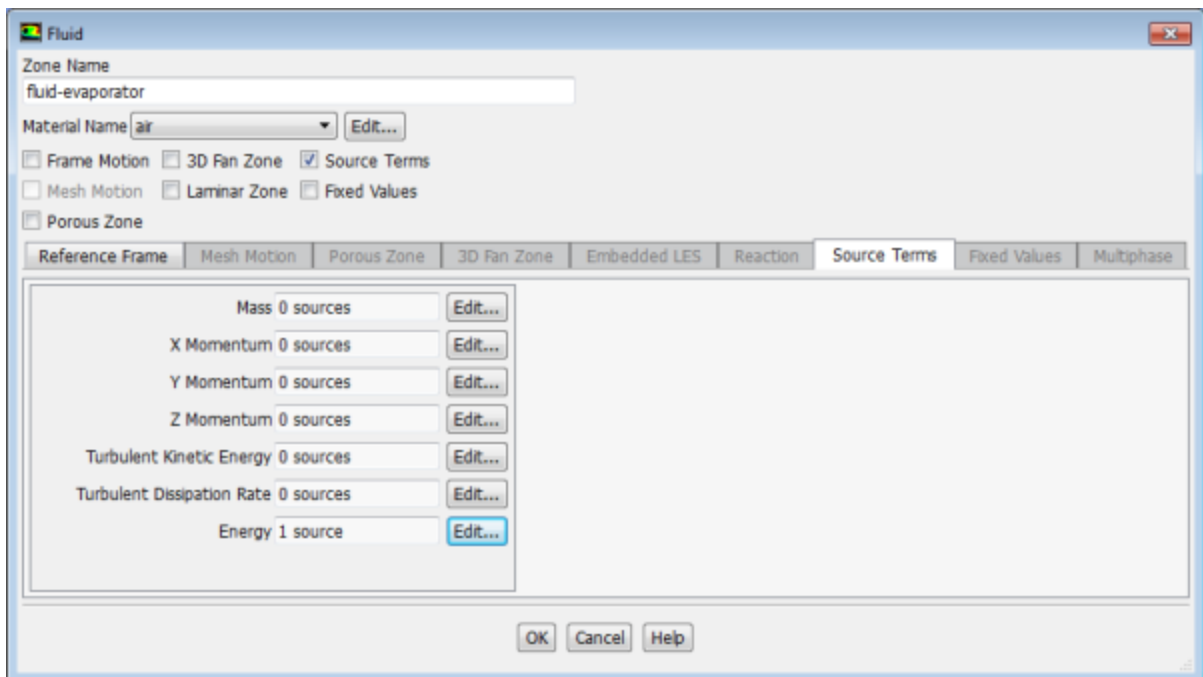 Fluid
Zone Name
fluid-evaporator
Material Name air Edit...
Frame Motion 3D Fan Zone Source Terms
Mesh Motion Laminar Zone Fixed Values
Porous Zone
Reference Frame Mesh Motion Porous Zone 3D Fan Zone Embedded LES Reaction Source Terms Fixed Values Multiphase
Mass 0 sources Edit...
X Momentum 0 sources Edit...
Y Momentum 0 sources Edit...
Z Momentum 0 sources Edit...
Turbulent Kinetic Energy 0 sources Edit...
Turbulent Dissipation Rate 0 sources Edit...
Energy 1 source Edit...
OK Cancel Help